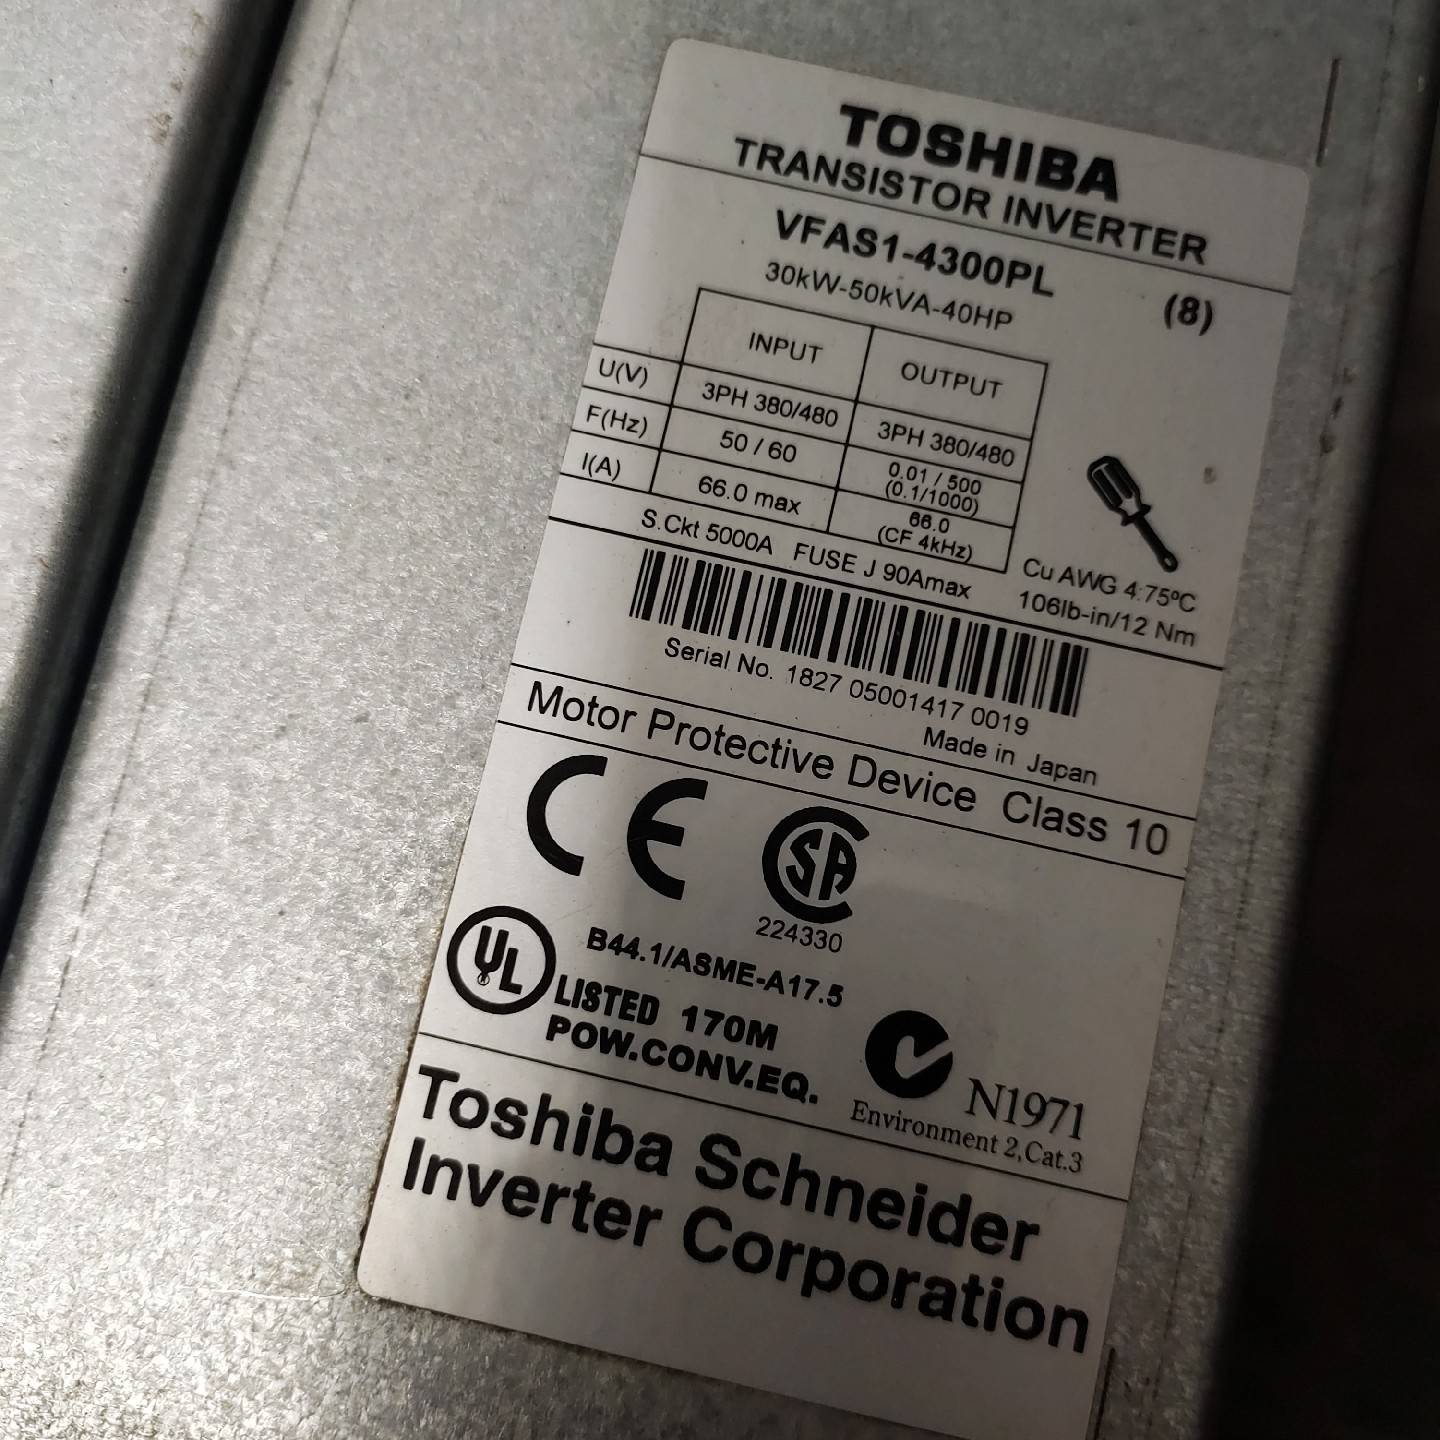 TOSHIBA
TRANSISTOR INVERTER
VFAS1-4300PL (8)
30kW-50kVA-40HP
INPUT OUTPUT
U(V) 3PH 380/480 3PH 380/480
F(Hz) 50 / 60 0.01 / 500
(0.1/1000)
I(A) 66.0 max 66.0
(CF 4kHz)
S.Ckt 5000A FUSE J 90Amax
Cu AWG 4:75ºC
106lb-in/12 Nm
Serial No. 1827 05001417 0019
Made in Japan
Motor Protective Device Class 10
CE
CSA
224330
B44.1/ASME-A17.5
UL LISTED 170M
POW.CONV.EQ.
N1971
Environment 2,Cat.3
Toshiba Schneider
Inverter Corporation